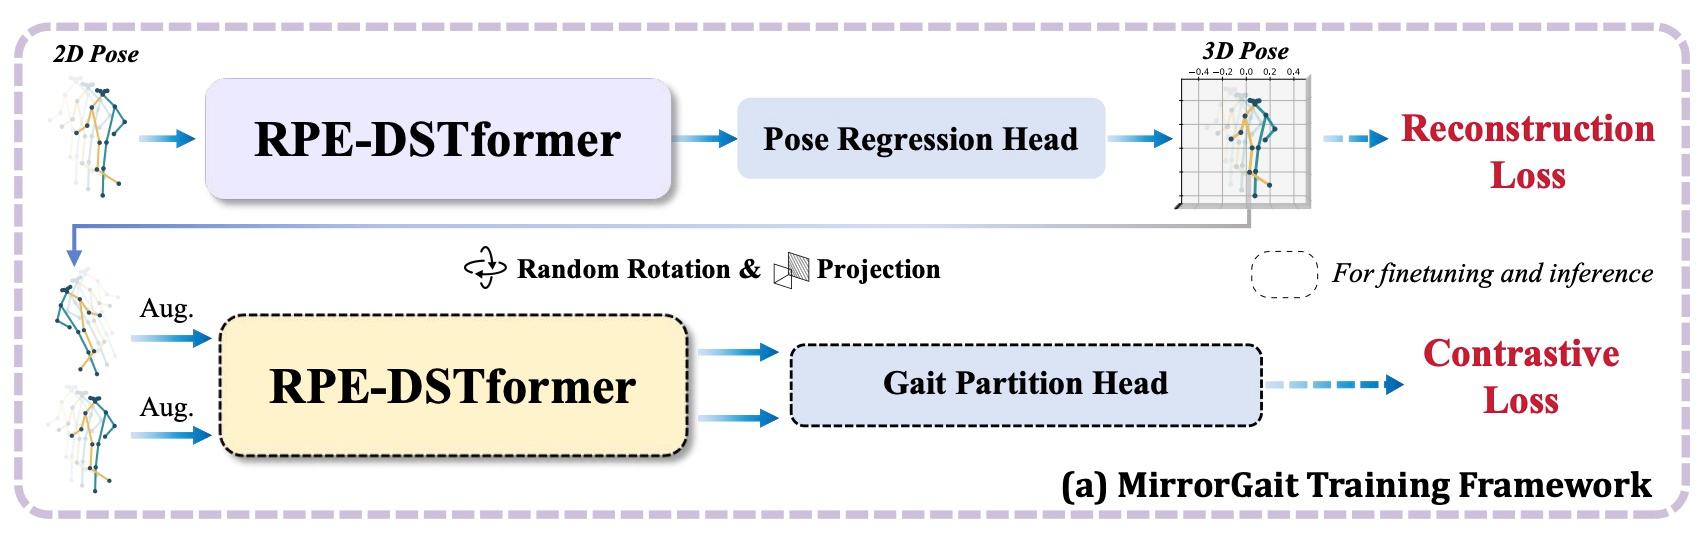 2D Pose
3D Pose
−0.4 −0.2 0.0 0.2 0.4
RPE-DSTformer
Pose Regression Head
Reconstruction
Loss
Random Rotation & Projection
For finetuning and inference
Aug.
Aug.
RPE-DSTformer
Gait Partition Head
Contrastive
Loss
(a) MirrorGait Training Framework